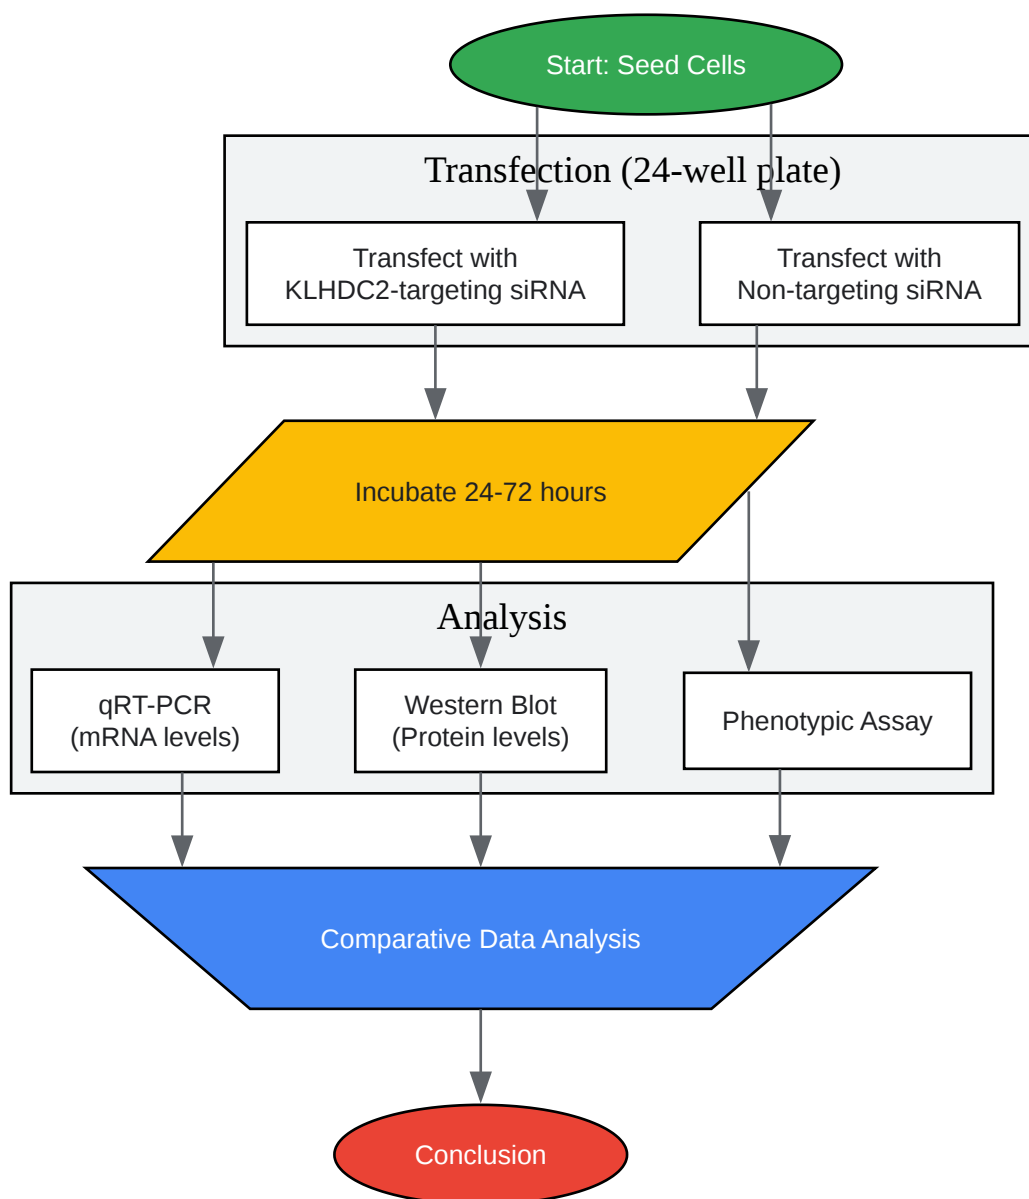 Start: Seed Cells
Transfection (24-well plate)
Transfect with
KLHDC2-targeting siRNA
Transfect with
Non-targeting siRNA
Incubate 24-72 hours
Analysis
qRT-PCR
(mRNA levels)
Western Blot
(Protein levels)
Phenotypic Assay
Comparative Data Analysis
Conclusion